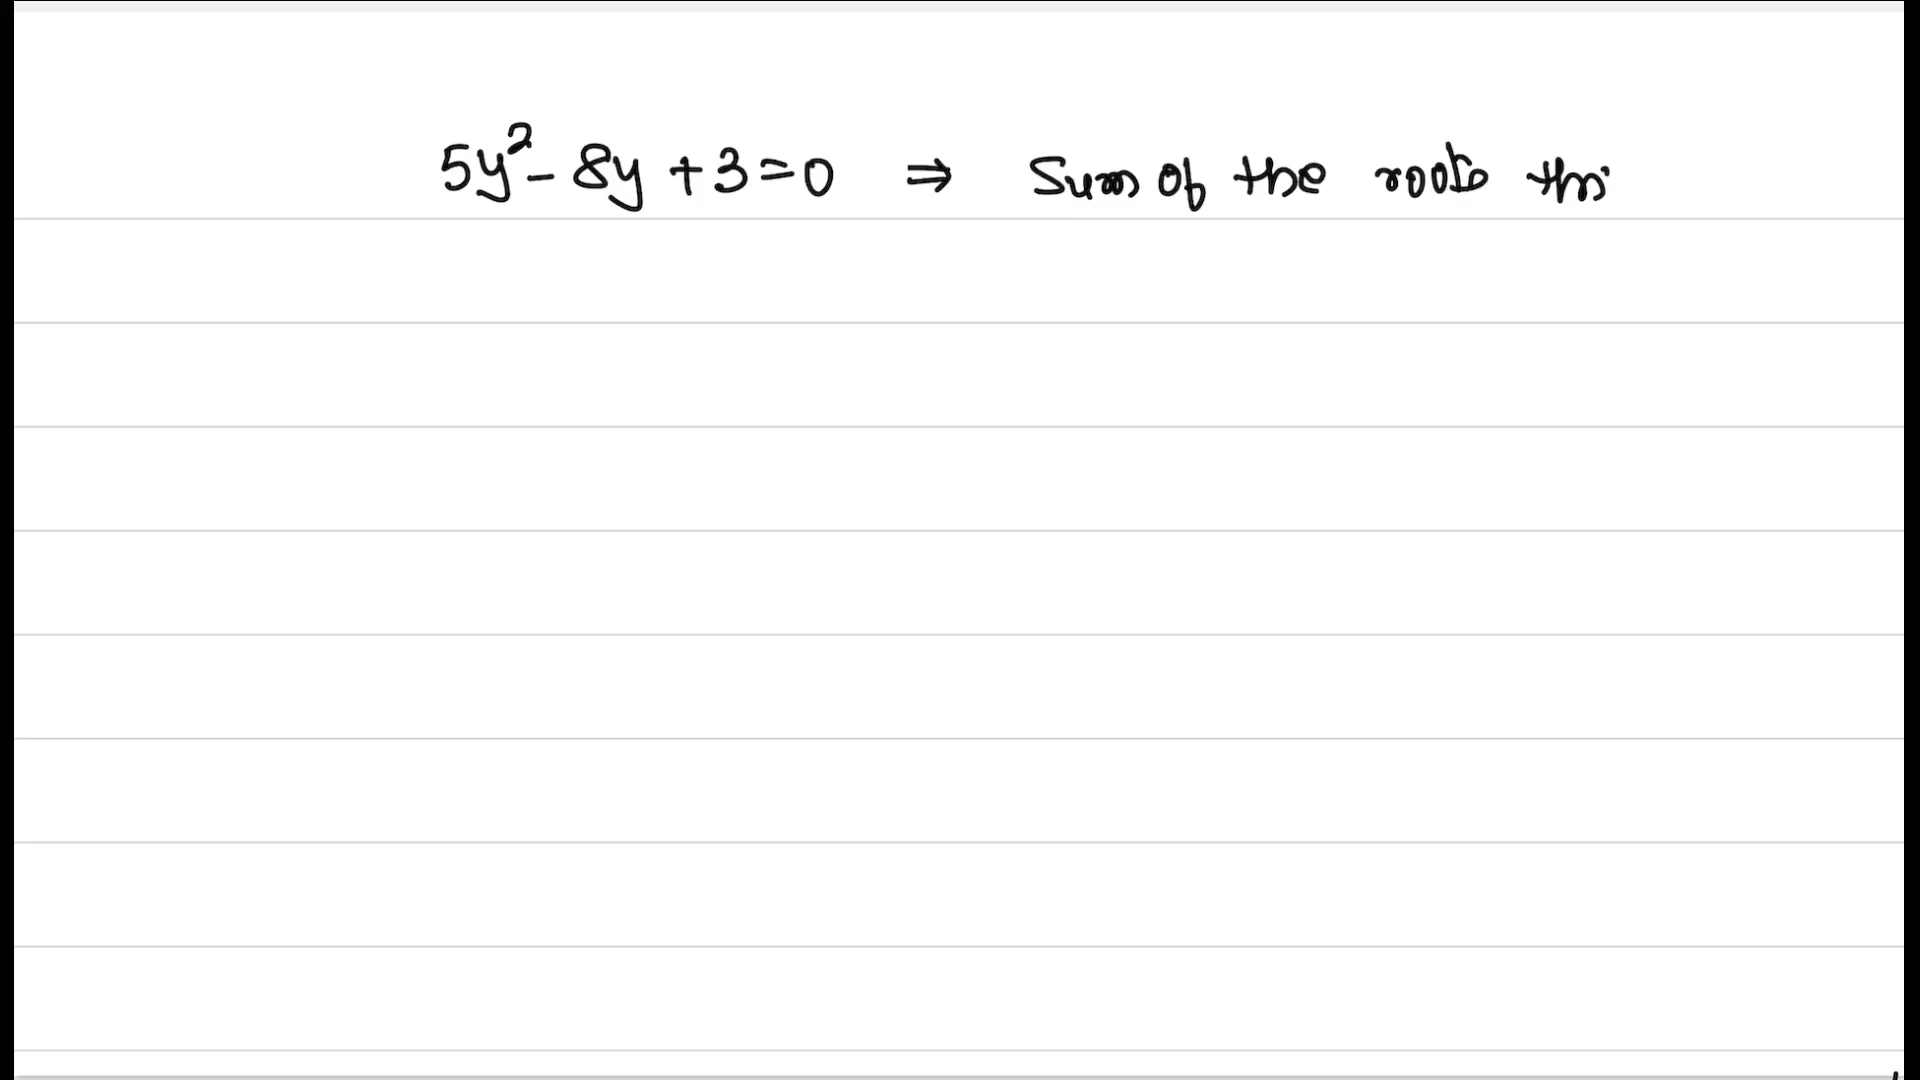 5y² - 8y + 3 = 0 ⇒ Sum of the roots